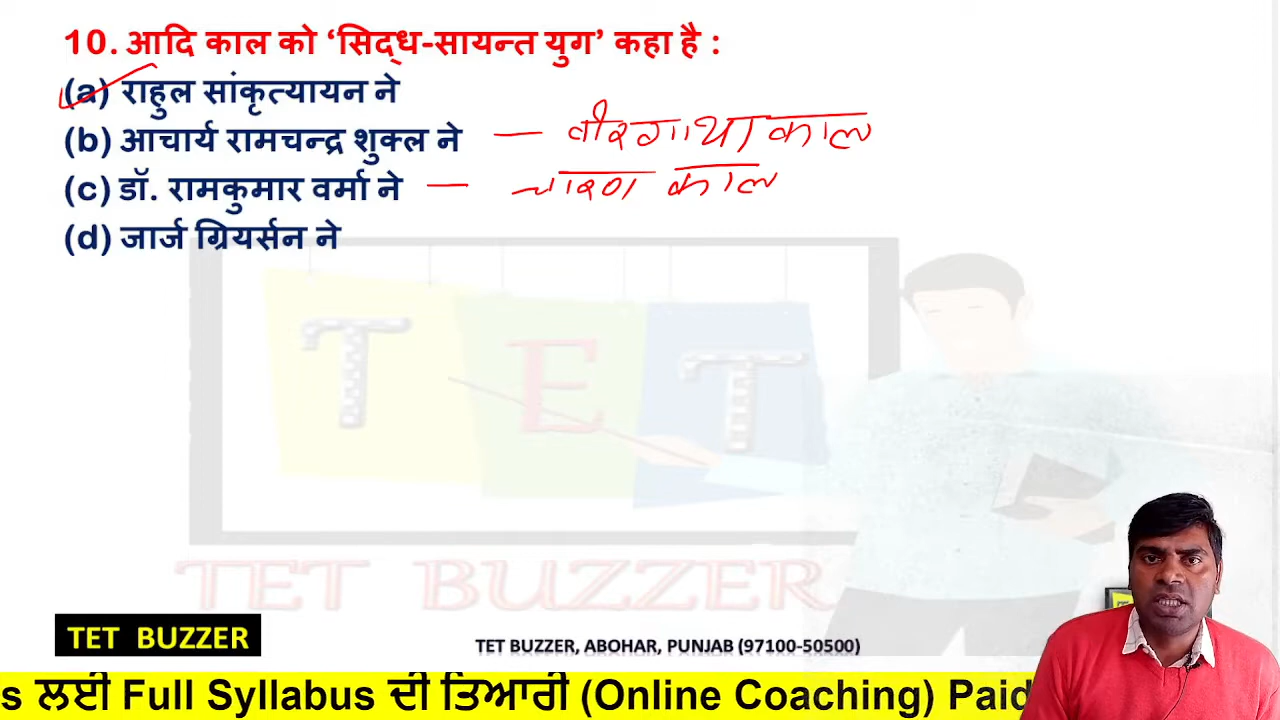 10. आदि काल को ‘सिद्ध-सायन्त युग’ कहा है :
(a) राहुल सांकृत्यायन ने
(b) आचार्य रामचन्द्र शुक्ल ने — वीरगाथा काल
(c) डॉ. रामकुमार वर्मा ने — चारण काल
(d) जार्ज ग्रियर्सन ने
T E T
TET BUZZER
TET BUZZER
TET BUZZER, ABOHAR, PUNJAB (97100-50500)
s ਲਈ Full Syllabus ਦੀ ਤਿਆਰੀ (Online Coaching) Paid